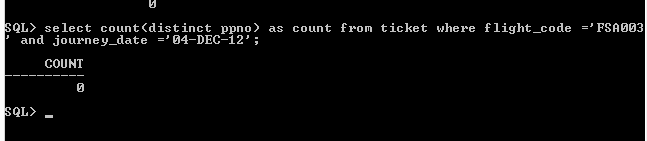 0
SQL> select count(distinct ppno) as count from ticket where flight_code ='FSA003
' and journey_date ='04-DEC-12';
COUNT
----------
0
SQL> _